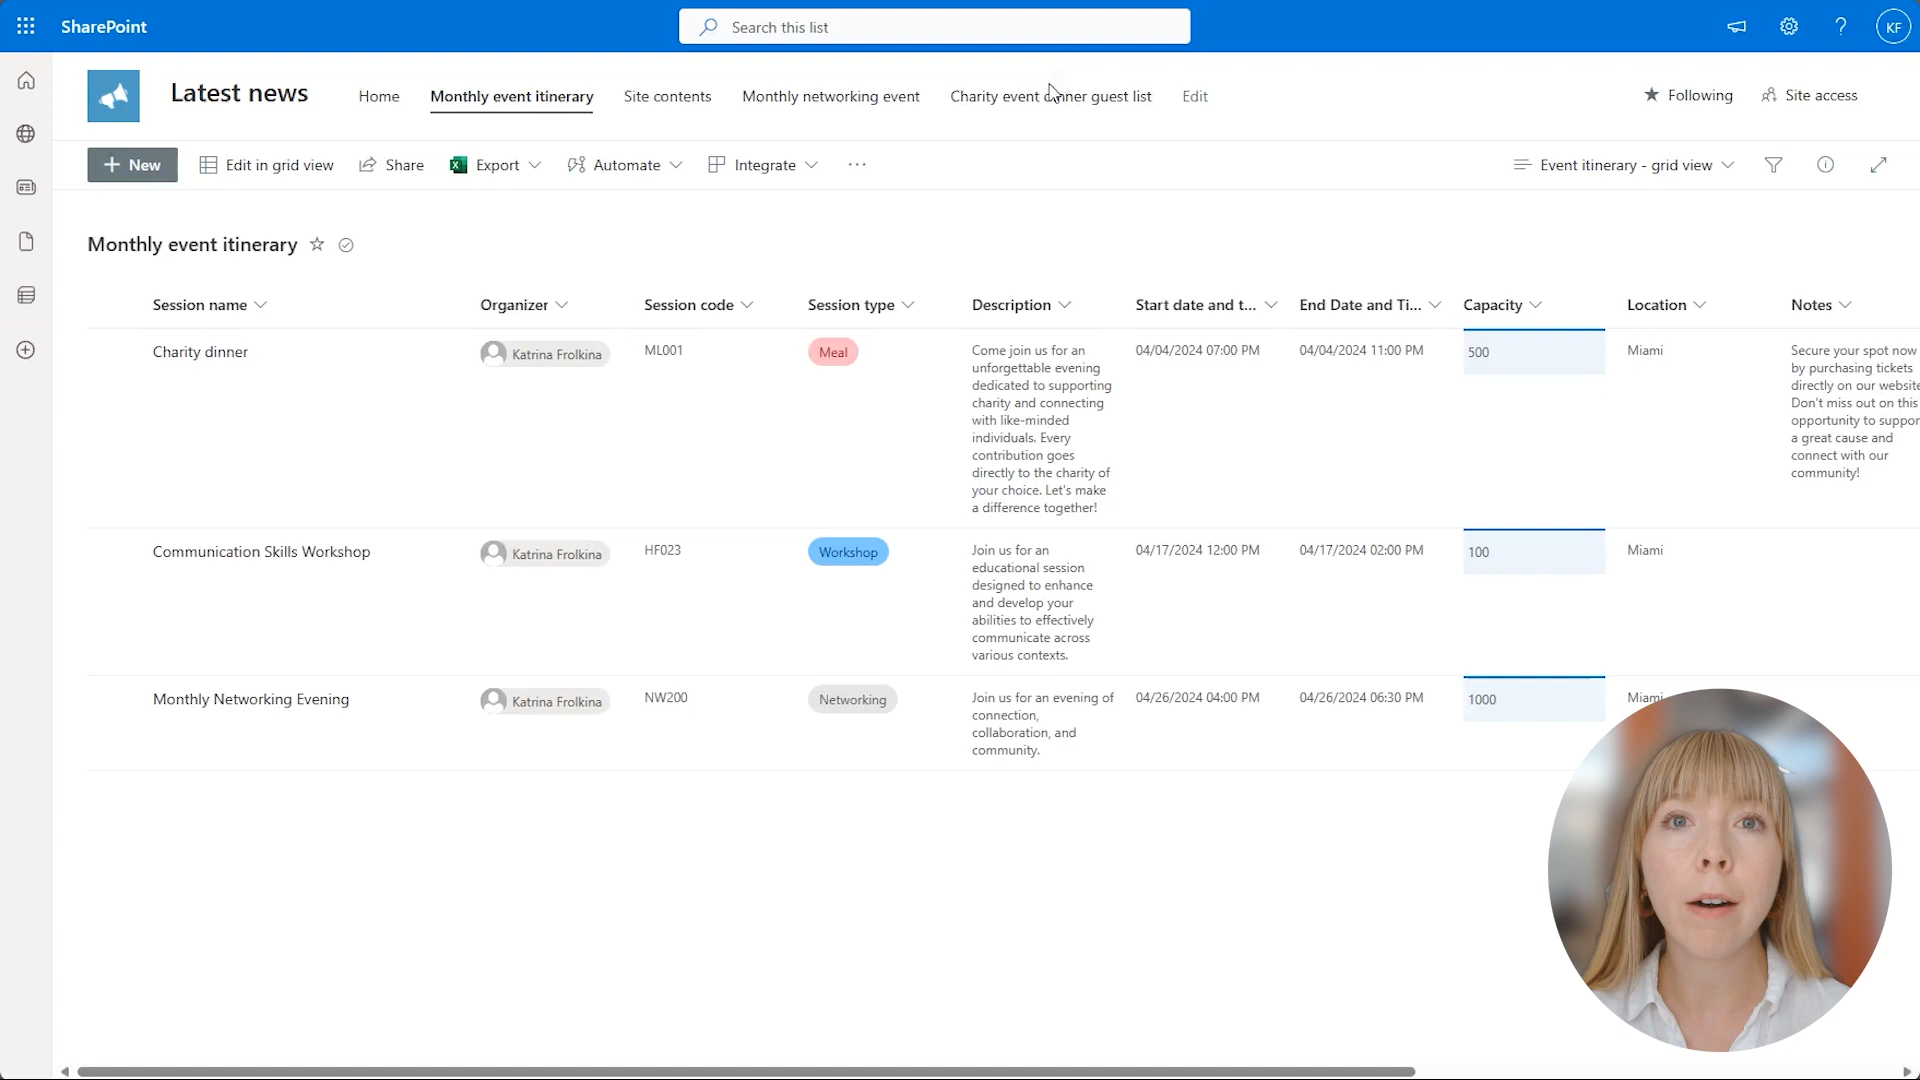 SharePoint
Search this list
KF
Latest news
Home
Monthly event itinerary
Site contents
Monthly networking event
Charity event dinner guest list
Edit
Following
Site access
New
Edit in grid view
Share
Export
Automate
Integrate
Event itinerary - grid view
Monthly event itinerary
Session name
Organizer
Session code
Session type
Description
Start date and t...
End Date and Ti...
Capacity
Location
Notes
Charity dinner
Katrina Frolkina
ML001
Meal
Come join us for an
unforgettable evening
dedicated to supporting
charity and connecting
with like-minded
individuals. Every
contribution goes
directly to the charity of
your choice. Let's make
a difference together!
04/04/2024 07:00 PM
04/04/2024 11:00 PM
500
Miami
Secure your spot now
by purchasing tickets
directly on our website
Don't miss out on this
opportunity to suppor
a great cause and
connect with our
community!
Communication Skills Workshop
Katrina Frolkina
HF023
Workshop
Join us for an
educational session
designed to enhance
and develop your
abilities to effectively
communicate across
various contexts.
04/17/2024 12:00 PM
04/17/2024 02:00 PM
100
Miami
Monthly Networking Evening
Katrina Frolkina
NW200
Networking
Join us for an evening of
connection,
collaboration, and
community.
04/26/2024 04:00 PM
04/26/2024 06:30 PM
1000
Miami